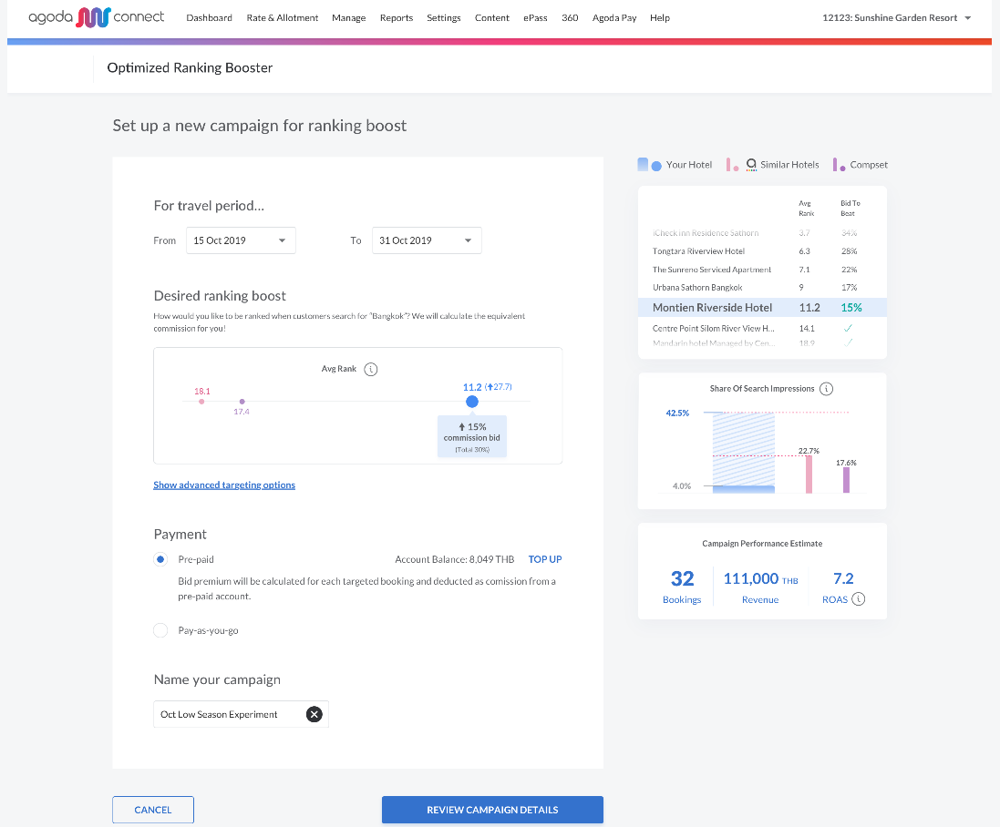 agoda connect
Dashboard Rate & Allotment Manage Reports Settings Content ePass 360 Agoda Pay Help 12123: Sunshine Garden Resort
Optimized Ranking Booster
Set up a new campaign for ranking boost
For travel period...
From 15 Oct 2019 To 31 Oct 2019
Desired ranking boost
How would you like to be ranked when customers search for "Bangkok"? We will calculate the equivalent
commission for you!
Avg Rank i
18.1
17.4
11.2 (27.7)
15%
commission bid
(Total 30%)
Show advanced targeting options
Payment
Pre-paid Account Balance: 8,049 THB TOP UP
Bid premium will be calculated for each targeted booking and deducted as comission from a
pre-paid account.
Pay-as-you-go
Name your campaign
Oct Low Season Experiment
CANCEL REVIEW CAMPAIGN DETAILS
Your Hotel Similar Hotels Compset
Avg Bid To
Rank Beat
iCheck inn Residence Sathorn 3.7 34%
Tongtara Riverview Hotel 6.3 28%
The Sunreno Serviced Apartment 7.1 22%
Urbana Sathorn Bangkok 9 17%
Montien Riverside Hotel 11.2 15%
Centre Point Silom River View H... 14.1
Mandarin hotel Managed by Cen... 18.9
Share Of Search Impressions i
42.5%
22.7%
17.6%
4.0%
Campaign Performance Estimate
32 111,000 THB 7.2
Bookings Revenue ROAS i